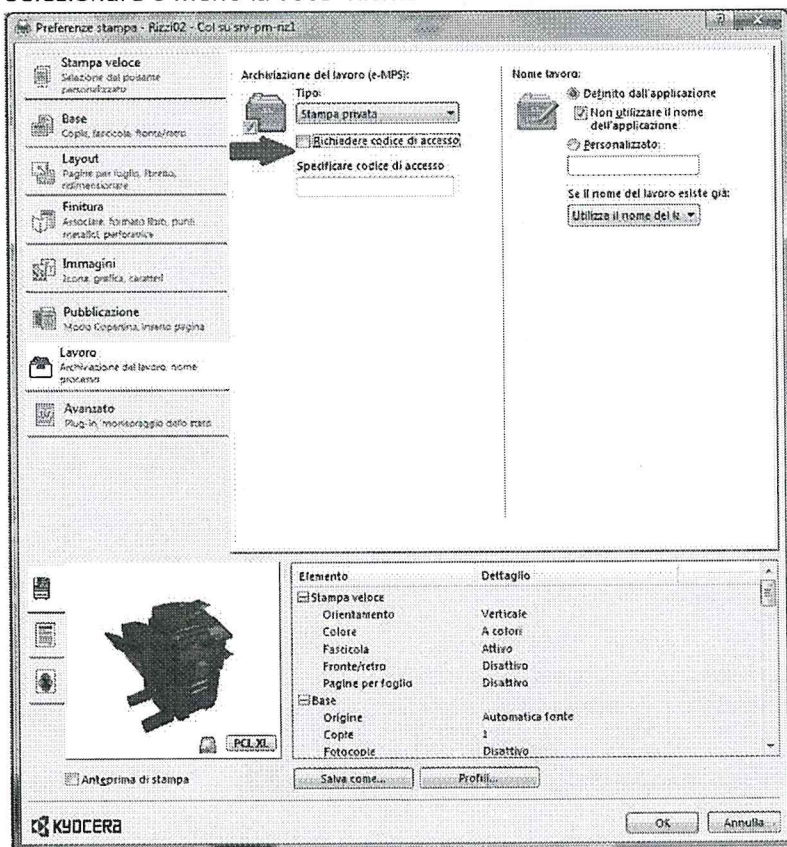 Preferenze stampa - Rizzi02 - Col su srv-prn-riz1
Stampa veloce
Selezione del pulsante
personalizzato
Base
Copie, fascicola, fronte/retro
Layout
Pagine per foglio, libretto,
ridimensionare
Finitura
Associare, formato libro, punti
metallici, perforatrice
Immagini
Icona, grafica, caratteri
Pubblicazione
Modo Copertina, inserto pagina
Lavoro
Archiviazione del lavoro, nome
processo
Avanzato
Plug-in, monitoraggio dello stato
Archiviazione del lavoro (e-MPS):
Tipo:
Stampa privata
Richiedere codice di accesso
Specificare codice di accesso
Nome lavoro:
Definito dall'applicazione
Non utilizzare il nome
dell'applicazione
Personalizzato:
Se il nome del lavoro esiste già:
Utilizza il nome del la
PCL XL
Anteprima di stampa
Elemento Dettaglio
Stampa veloce
Orientamento Verticale
Colore A colori
Fascicola Attivo
Fronte/retro Disattivo
Pagine per foglio Disattivo
Base
Origine Automatica fonte
Copie 1
Fotocopie Disattivo
Salva come... Profili...
KYOCERA
OK Annulla